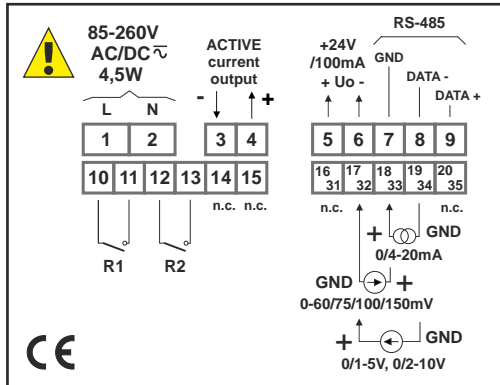 RS-485
85-260V
AC/DC
4,5W
ACTIVE
current
output
+24V
/100mA
+ Uo -
GND
DATA -
DATA +
L N
- +
1 2 3 4 5 6 7 8 9
10 11 12 13 14 15 16 31 17 32 18 33 19 34 20 35
n.c. n.c. n.c. n.c.
R1 R2
+ GND
0/4-20mA
GND +
0-60/75/100/150mV
+ GND
0/1-5V, 0/2-10V
CE